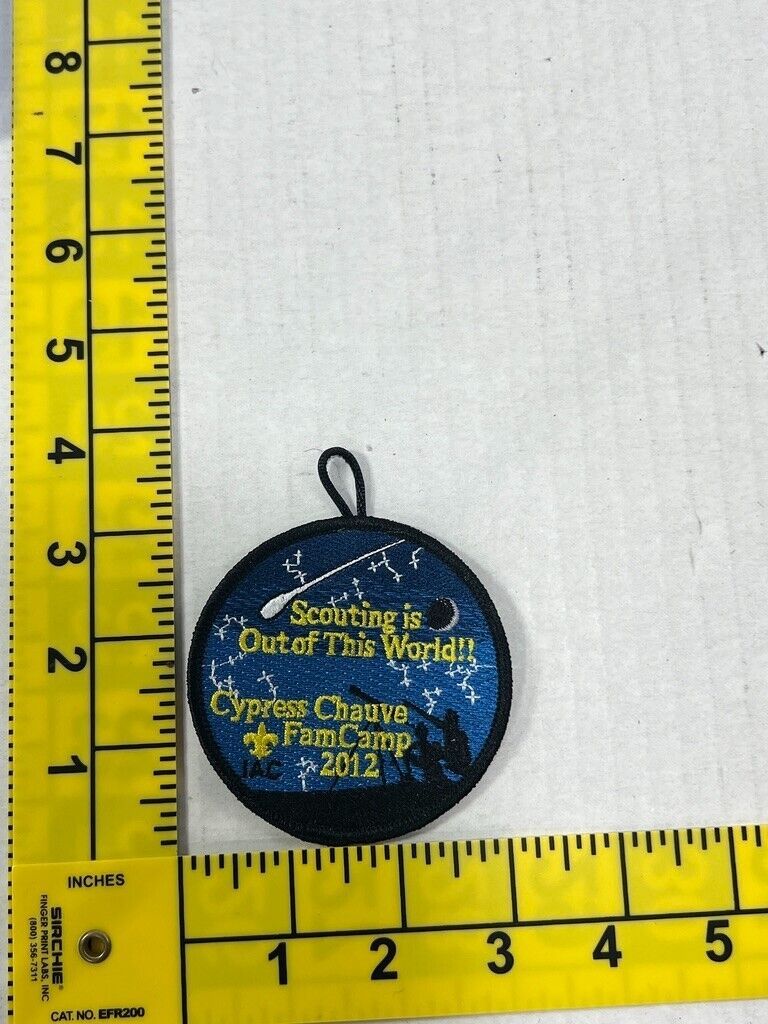 8
7
6
5
4
3
2
1
Scouting is
Out of This World!!
Cypress Chauve
FamCamp
IAC 2012
INCHES
SIRCHIE®
FINGER PRINT LABS, INC
(800) 356-7311
CAT. NO. EFR200
1 2 3 4 5